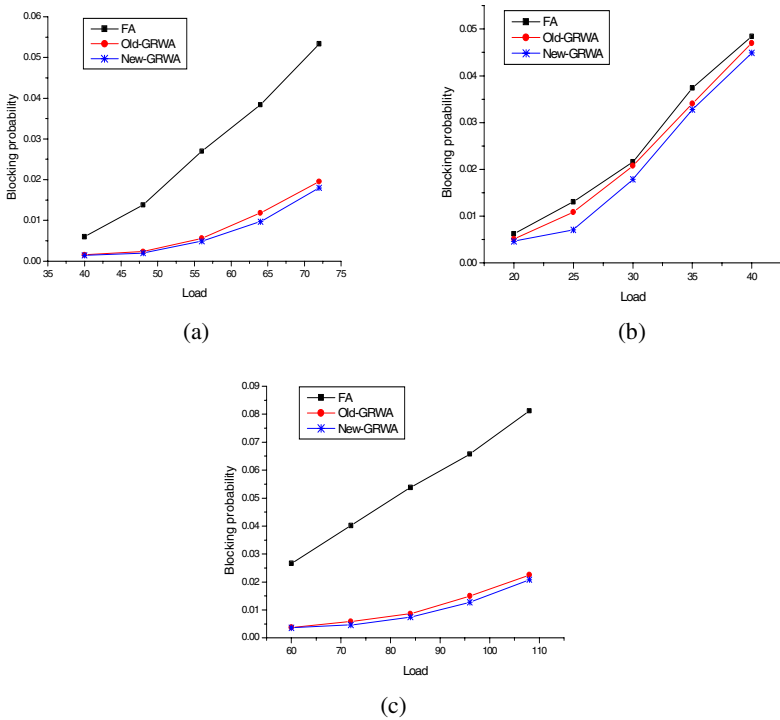 0.06
0.05
0.04
0.03
0.02
0.01
0.00
Blocking probability
FA
Old-GRWA
New-GRWA
35 40 45 50 55 60 65 70 75
Load
(a)
0.05
0.04
0.03
0.02
0.01
0.00
Blocking probability
FA
Old-GRWA
New-GRWA
20 25 30 35 40
Load
(b)
0.09
0.08
0.07
0.06
0.05
0.04
0.03
0.02
0.01
0.00
Blocking probability
FA
Old-GRWA
New-GRWA
60 70 80 90 100 110
Load
(c)